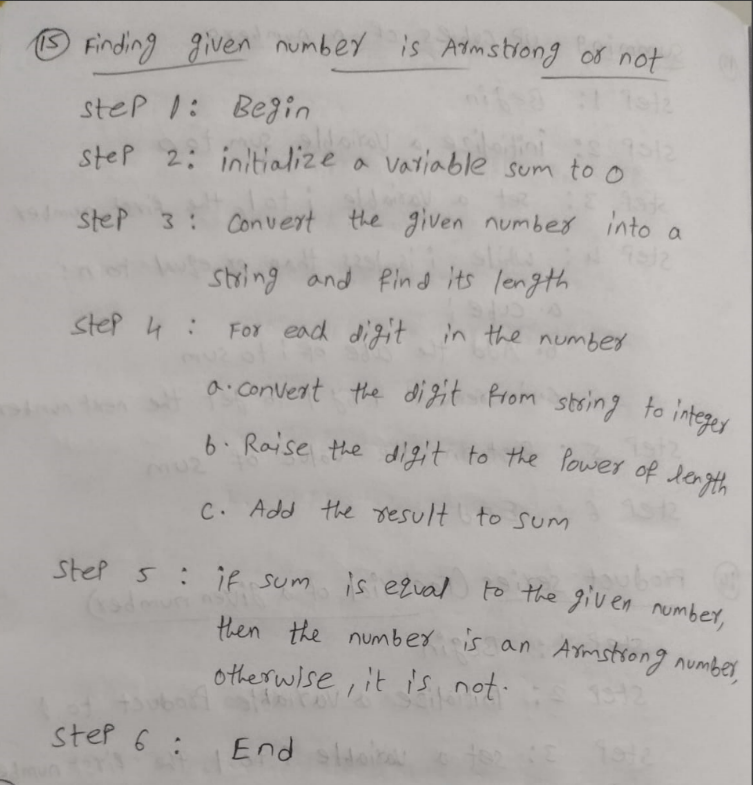 15 Finding given number is Armstrong or not
step 1: Begin
step 2: initialize a variable sum to 0
step 3: Convert the given number into a
string and find its length
step 4: For each digit in the number
a. convert the digit from string to integer
b. Raise the digit to the power of length
c. Add the result to sum
step 5: if sum is equal to the given number,
then the number is an Armstrong number,
otherwise, it is not.
step 6: End